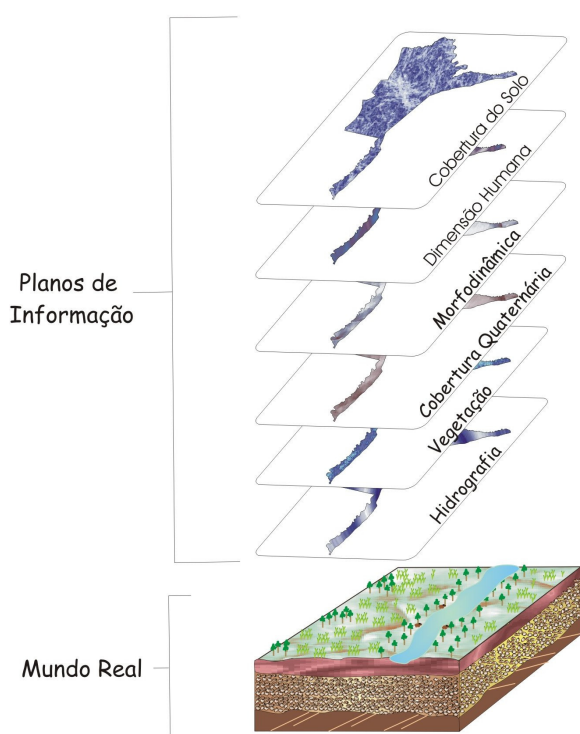 Cobertura do Solo
Dimensão Humana
Morfodinâmica
Cobertura Quaternária
Vegetação
Hidrografia
Planos de
Informação
Mundo Real